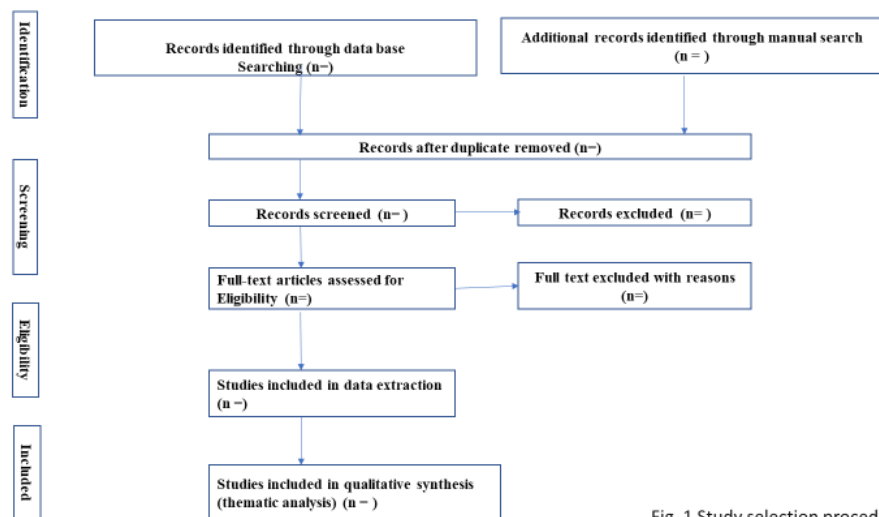 Identification
Records identified through data base
Searching (n=)
Additional records identified through manual search
(n = )
Records after duplicate removed (n=)
Screening
Records screened (n= )
Records excluded (n= )
Full-text articles assessed for
Eligibility (n=)
Full text excluded with reasons
(n=)
Eligibility
Studies included in data extraction
(n =)
Included
Studies included in qualitative synthesis
(thematic analysis) (n = )
Fig. 1 Study selection